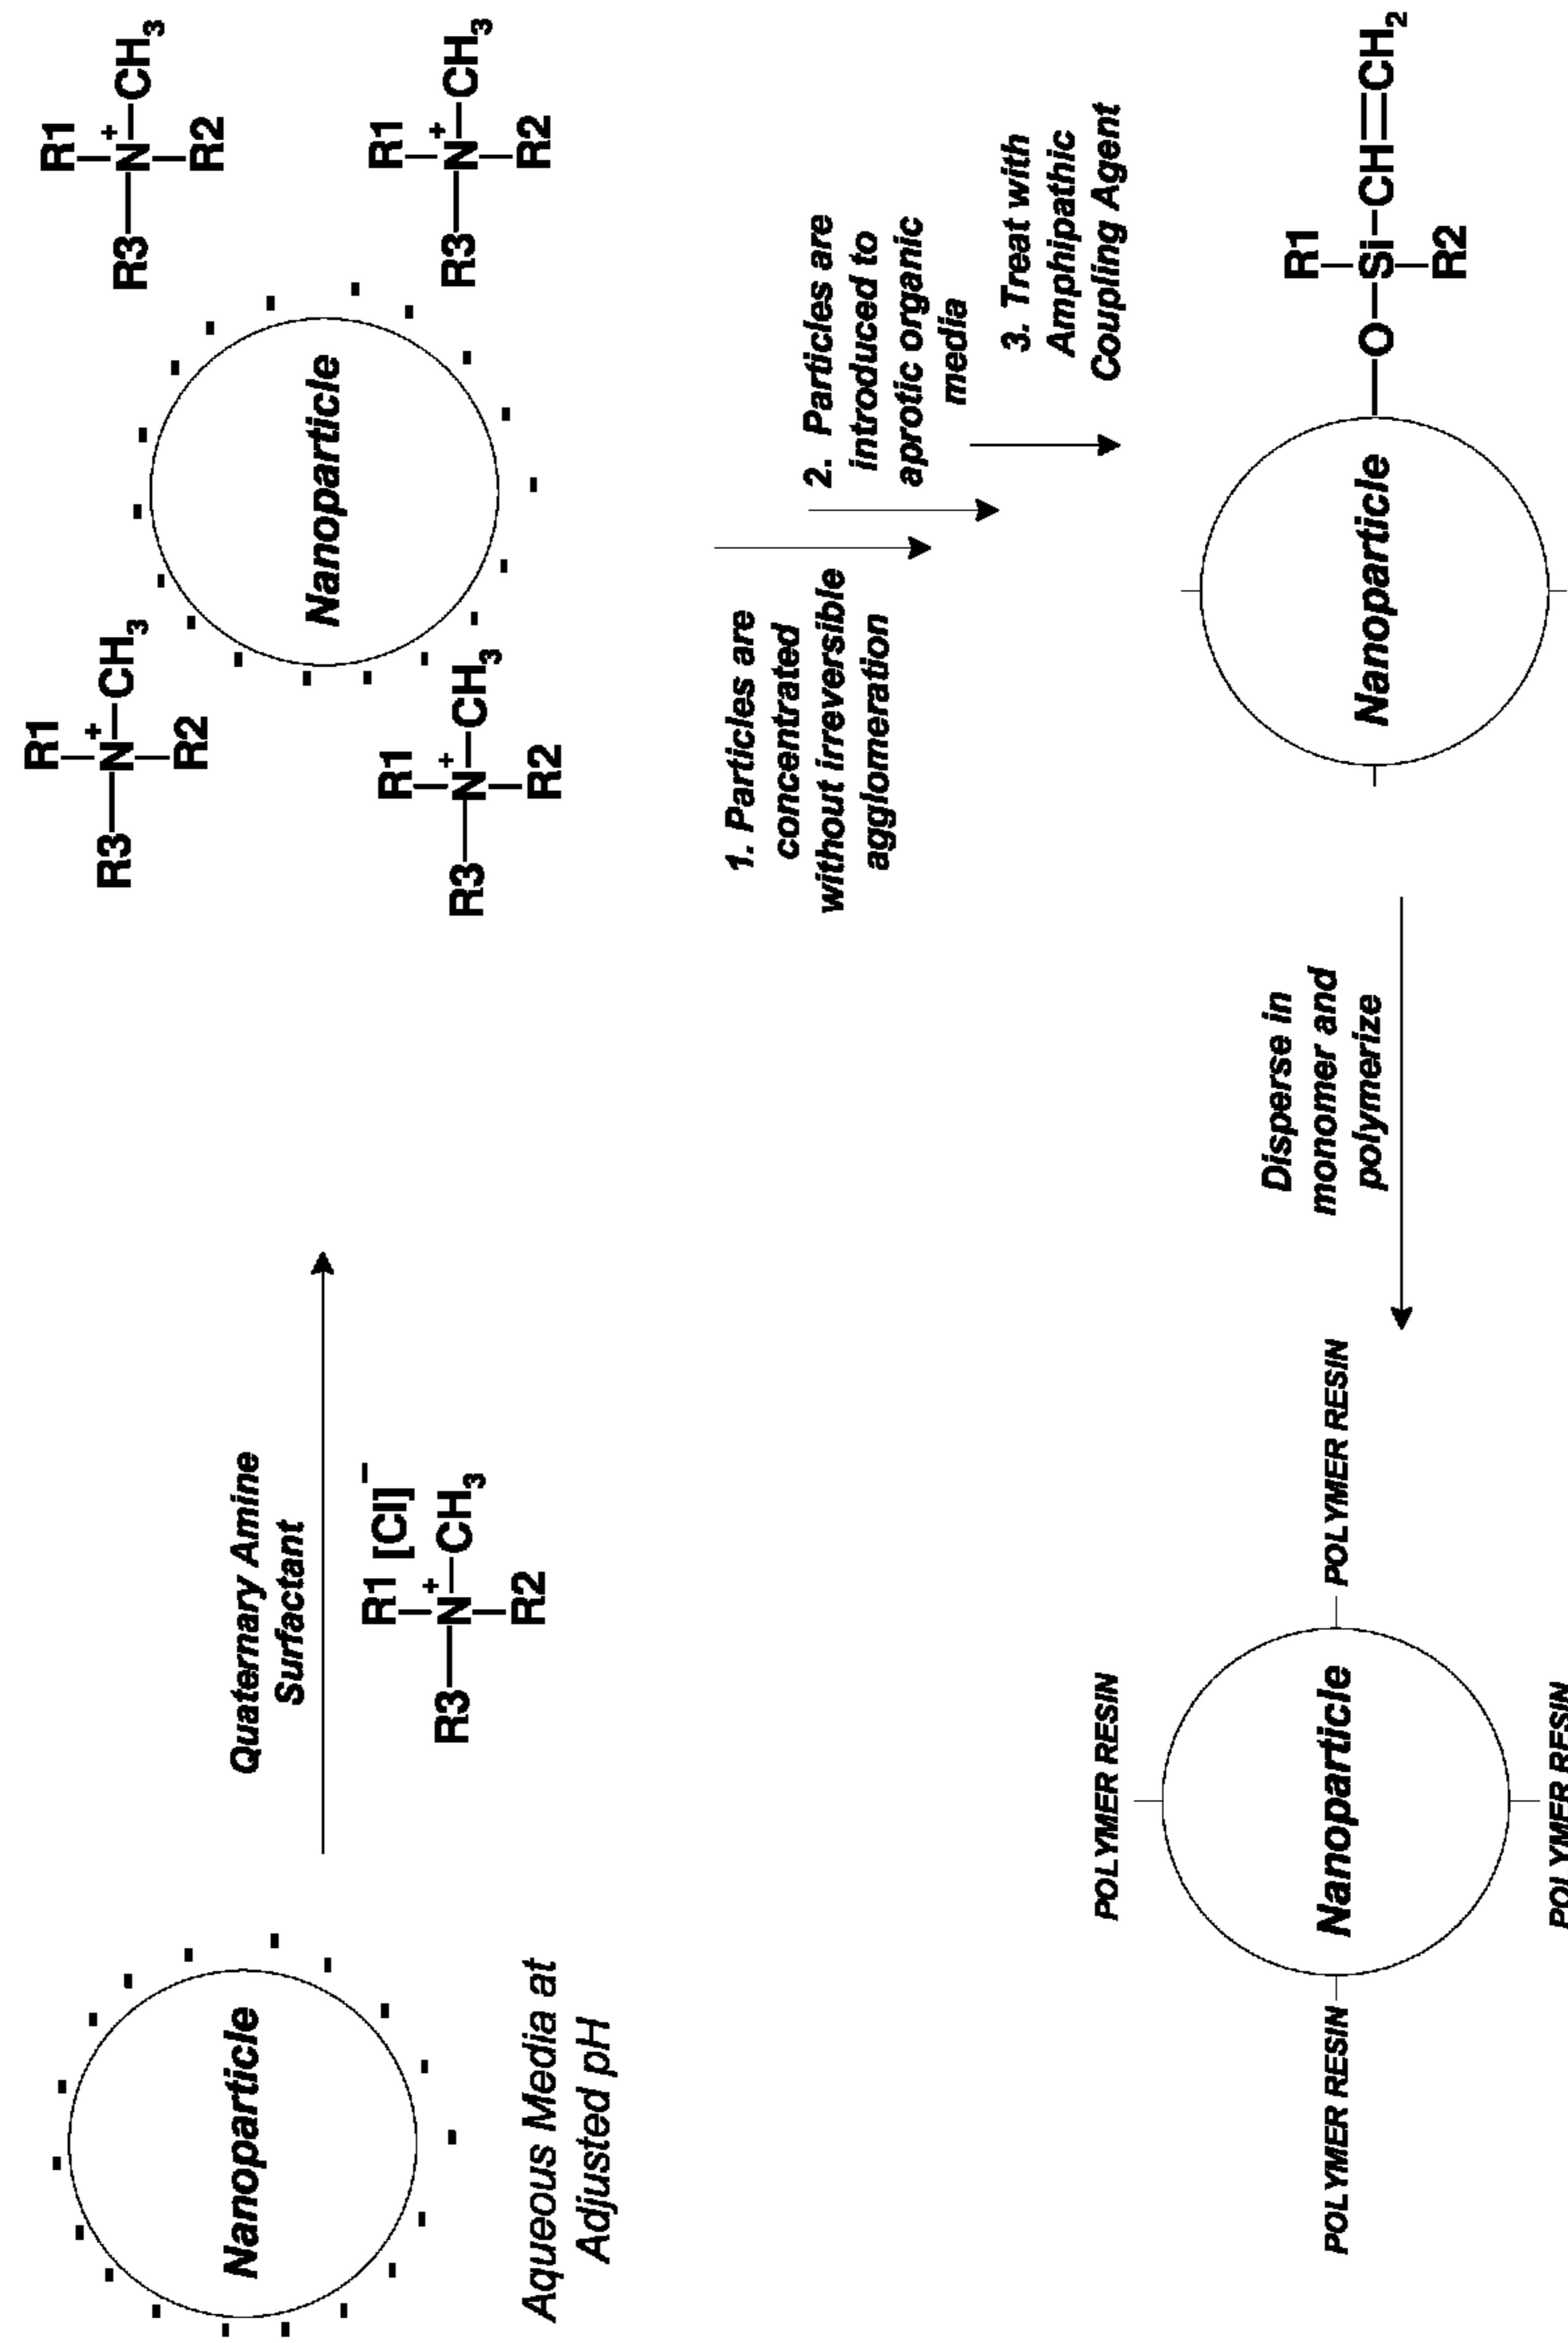 Nanoparticle
Aqueous Media at
Adjusted pH
Quaternary Amine
Surfactant
R1 [Cl]⁻
R3—N⁺—CH₃
R2
R1
R3—N⁺—CH₃
R2
R1
R3—N⁺—CH₃
R2
Nanoparticle
R1
R3—N⁺—CH₃
R2
R1
R3—N⁺—CH₃
R2
1. Particles are
concentrated
without irreversible
agglomeration
2. Particles are
introduced to
aprotic organic
media
3. Treat with
Amphipathic
Coupling Agent
R1
Nanoparticle—O—Si—CH=CH₂
R2
Disperse in
monomer and
polymerize
POLYMER RESIN
POLYMER RESIN Nanoparticle POLYMER RESIN
POLYMER RESIN